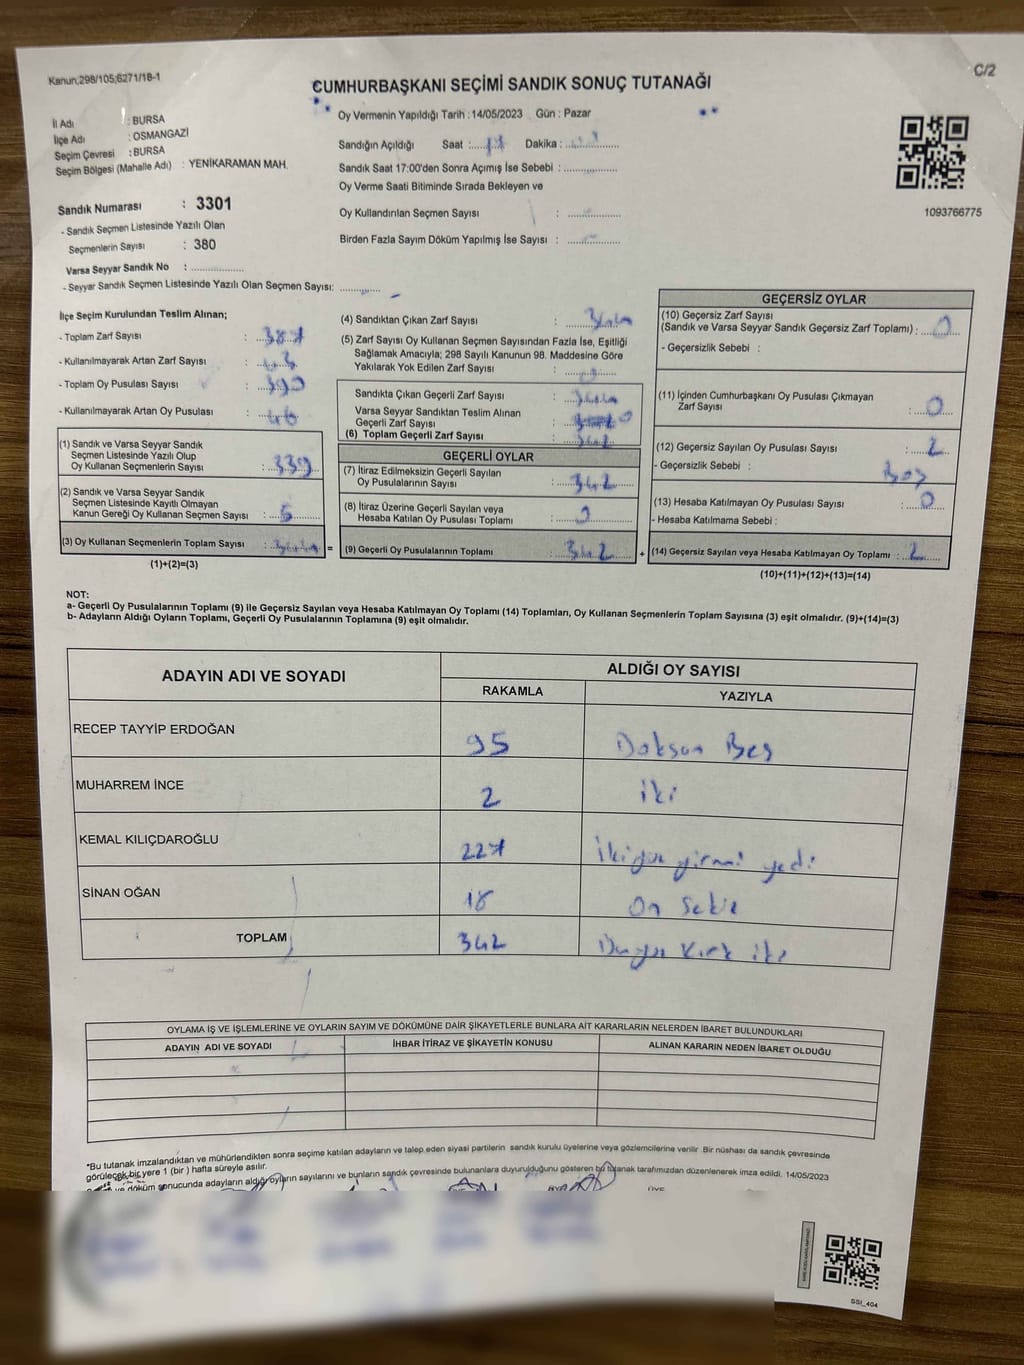 Kanun;298/105;6271/18-1
C/2
CUMHURBAŞKANI SEÇİMİ SANDIK SONUÇ TUTANAĞI
İl Adı : BURSA
İlçe Adı : OSMANGAZİ
Seçim Çevresi : BURSA
Seçim Bölgesi (Mahalle Adı) : YENİKARAMAN MAH.
Sandık Numarası : 3301
- Sandık Seçmen Listesinde Yazılı Olan
Seçmenlerin Sayısı : 380
Varsa Seyyar Sandık No :
- Seyyar Sandık Seçmen Listesinde Yazılı Olan Seçmen Sayısı:
Oy Vermenin Yapıldığı Tarih :14/05/2023 Gün : Pazar
Sandığın Açıldığı Saat : 17 Dakika :
Sandık Saat 17:00'den Sonra Açımış İse Sebebi :
Oy Verme Saati Bitiminde Sırada Bekleyen ve
Oy Kullandırılan Seçmen Sayısı :
Birden Fazla Sayım Döküm Yapılmış İse Sayısı :
1093766775
İlçe Seçim Kurulundan Teslim Alınan;
- Toplam Zarf Sayısı : 387
- Kullanılmayarak Artan Zarf Sayısı : 43
- Toplam Oy Pusulası Sayısı : 390
- Kullanılmayarak Artan Oy Pusulası : 46
(1) Sandık ve Varsa Seyyar Sandık
Seçmen Listesinde Yazılı Olup
Oy Kullanan Seçmenlerin Sayısı : 339
(2) Sandık ve Varsa Seyyar Sandık
Seçmen Listesinde Kayıtlı Olmayan
Kanun Gereği Oy Kullanan Seçmen Sayısı : 5
(3) Oy Kullanan Seçmenlerin Toplam Sayısı : 344 =
(1)+(2)=(3)
(4) Sandıktan Çıkan Zarf Sayısı : 344
(5) Zarf Sayısı Oy Kullanan Seçmen Sayısından Fazla İse, Eşitliği
Sağlamak Amacıyla; 298 Sayılı Kanunun 98. Maddesine Göre
Yakılarak Yok Edilen Zarf Sayısı : 0
Sandıkta Çıkan Geçerli Zarf Sayısı : 344
Varsa Seyyar Sandıktan Teslim Alınan
Geçerli Zarf Sayısı : 0
(6) Toplam Geçerli Zarf Sayısı : 342
GEÇERLİ OYLAR
(7) İtiraz Edilmeksizin Geçerli Sayılan
Oy Pusulalarının Sayısı : 342
(8) İtiraz Üzerine Geçerli Sayılan veya
Hesaba Katılan Oy Pusulası Toplamı : 0
(9) Geçerli Oy Pusulalarının Toplamı : 342 +
GEÇERSİZ OYLAR
(10) Geçersiz Zarf Sayısı
(Sandık ve Varsa Seyyar Sandık Geçersiz Zarf Toplamı) : 0
- Geçersizlik Sebebi :
(11) İçinden Cumhurbaşkanı Oy Pusulası Çıkmayan
Zarf Sayısı : 0
(12) Geçersiz Sayılan Oy Pusulası Sayısı : 2
- Geçersizlik Sebebi : Boş
(13) Hesaba Katılmayan Oy Pusulası Sayısı : 0
- Hesaba Katılmama Sebebi :
(14) Geçersiz Sayılan veya Hesaba Katılmayan Oy Toplamı : 2
(10)+(11)+(12)+(13)=(14)
NOT:
a- Geçerli Oy Pusulalarının Toplamı (9) ile Geçersiz Sayılan veya Hesaba Katılmayan Oy Toplamı (14) Toplamları, Oy Kullanan Seçmenlerin Toplam Sayısına (3) eşit olmalıdır. (9)+(14)=(3)
b- Adayların Aldığı Oyların Toplamı, Geçerli Oy Pusulalarının Toplamına (9) eşit olmalıdır.
ADAYIN ADI VE SOYADI ALDIĞI OY SAYISI
RAKAMLA YAZIYLA
RECEP TAYYİP ERDOĞAN 95 Doksan Beş
MUHARREM İNCE 2 iki
KEMAL KILIÇDAROĞLU 227 İkiyüz yirmi yedi
SİNAN OĞAN 18 On Sekiz
TOPLAM 342 Üçyüz Kırk iki
OYLAMA İŞ VE İŞLEMLERİNE VE OYLARIN SAYIM VE DÖKÜMÜNE DAİR ŞİKAYETLERLE BUNLARA AİT KARARLARIN NELERDEN İBARET BULUNDUKLARI
ADAYIN ADI VE SOYADI İHBAR İTİRAZ VE ŞİKAYETİN KONUSU ALINAN KARARIN NEDEN İBARET OLDUĞU
*Bu tutanak imzalandıktan ve mühürlendikten sonra seçime katılan adayların ve talep eden siyasi partilerin sandık kurulu üyelerine veya gözlemcilerine verilir. Bir nüshası da sandık çevresinde
görülecek bir yere 1 (bir ) hafta süreyle asılır.
ve döküm sonucunda adayların aldığı oyların sayılarını ve bunların sandık çevresinde bulunanlara duyurulduğunu gösteren bu tutanak tarafımızdan düzenlenerek imza edildi. 14/05/2023
ÜYE
SSI_404